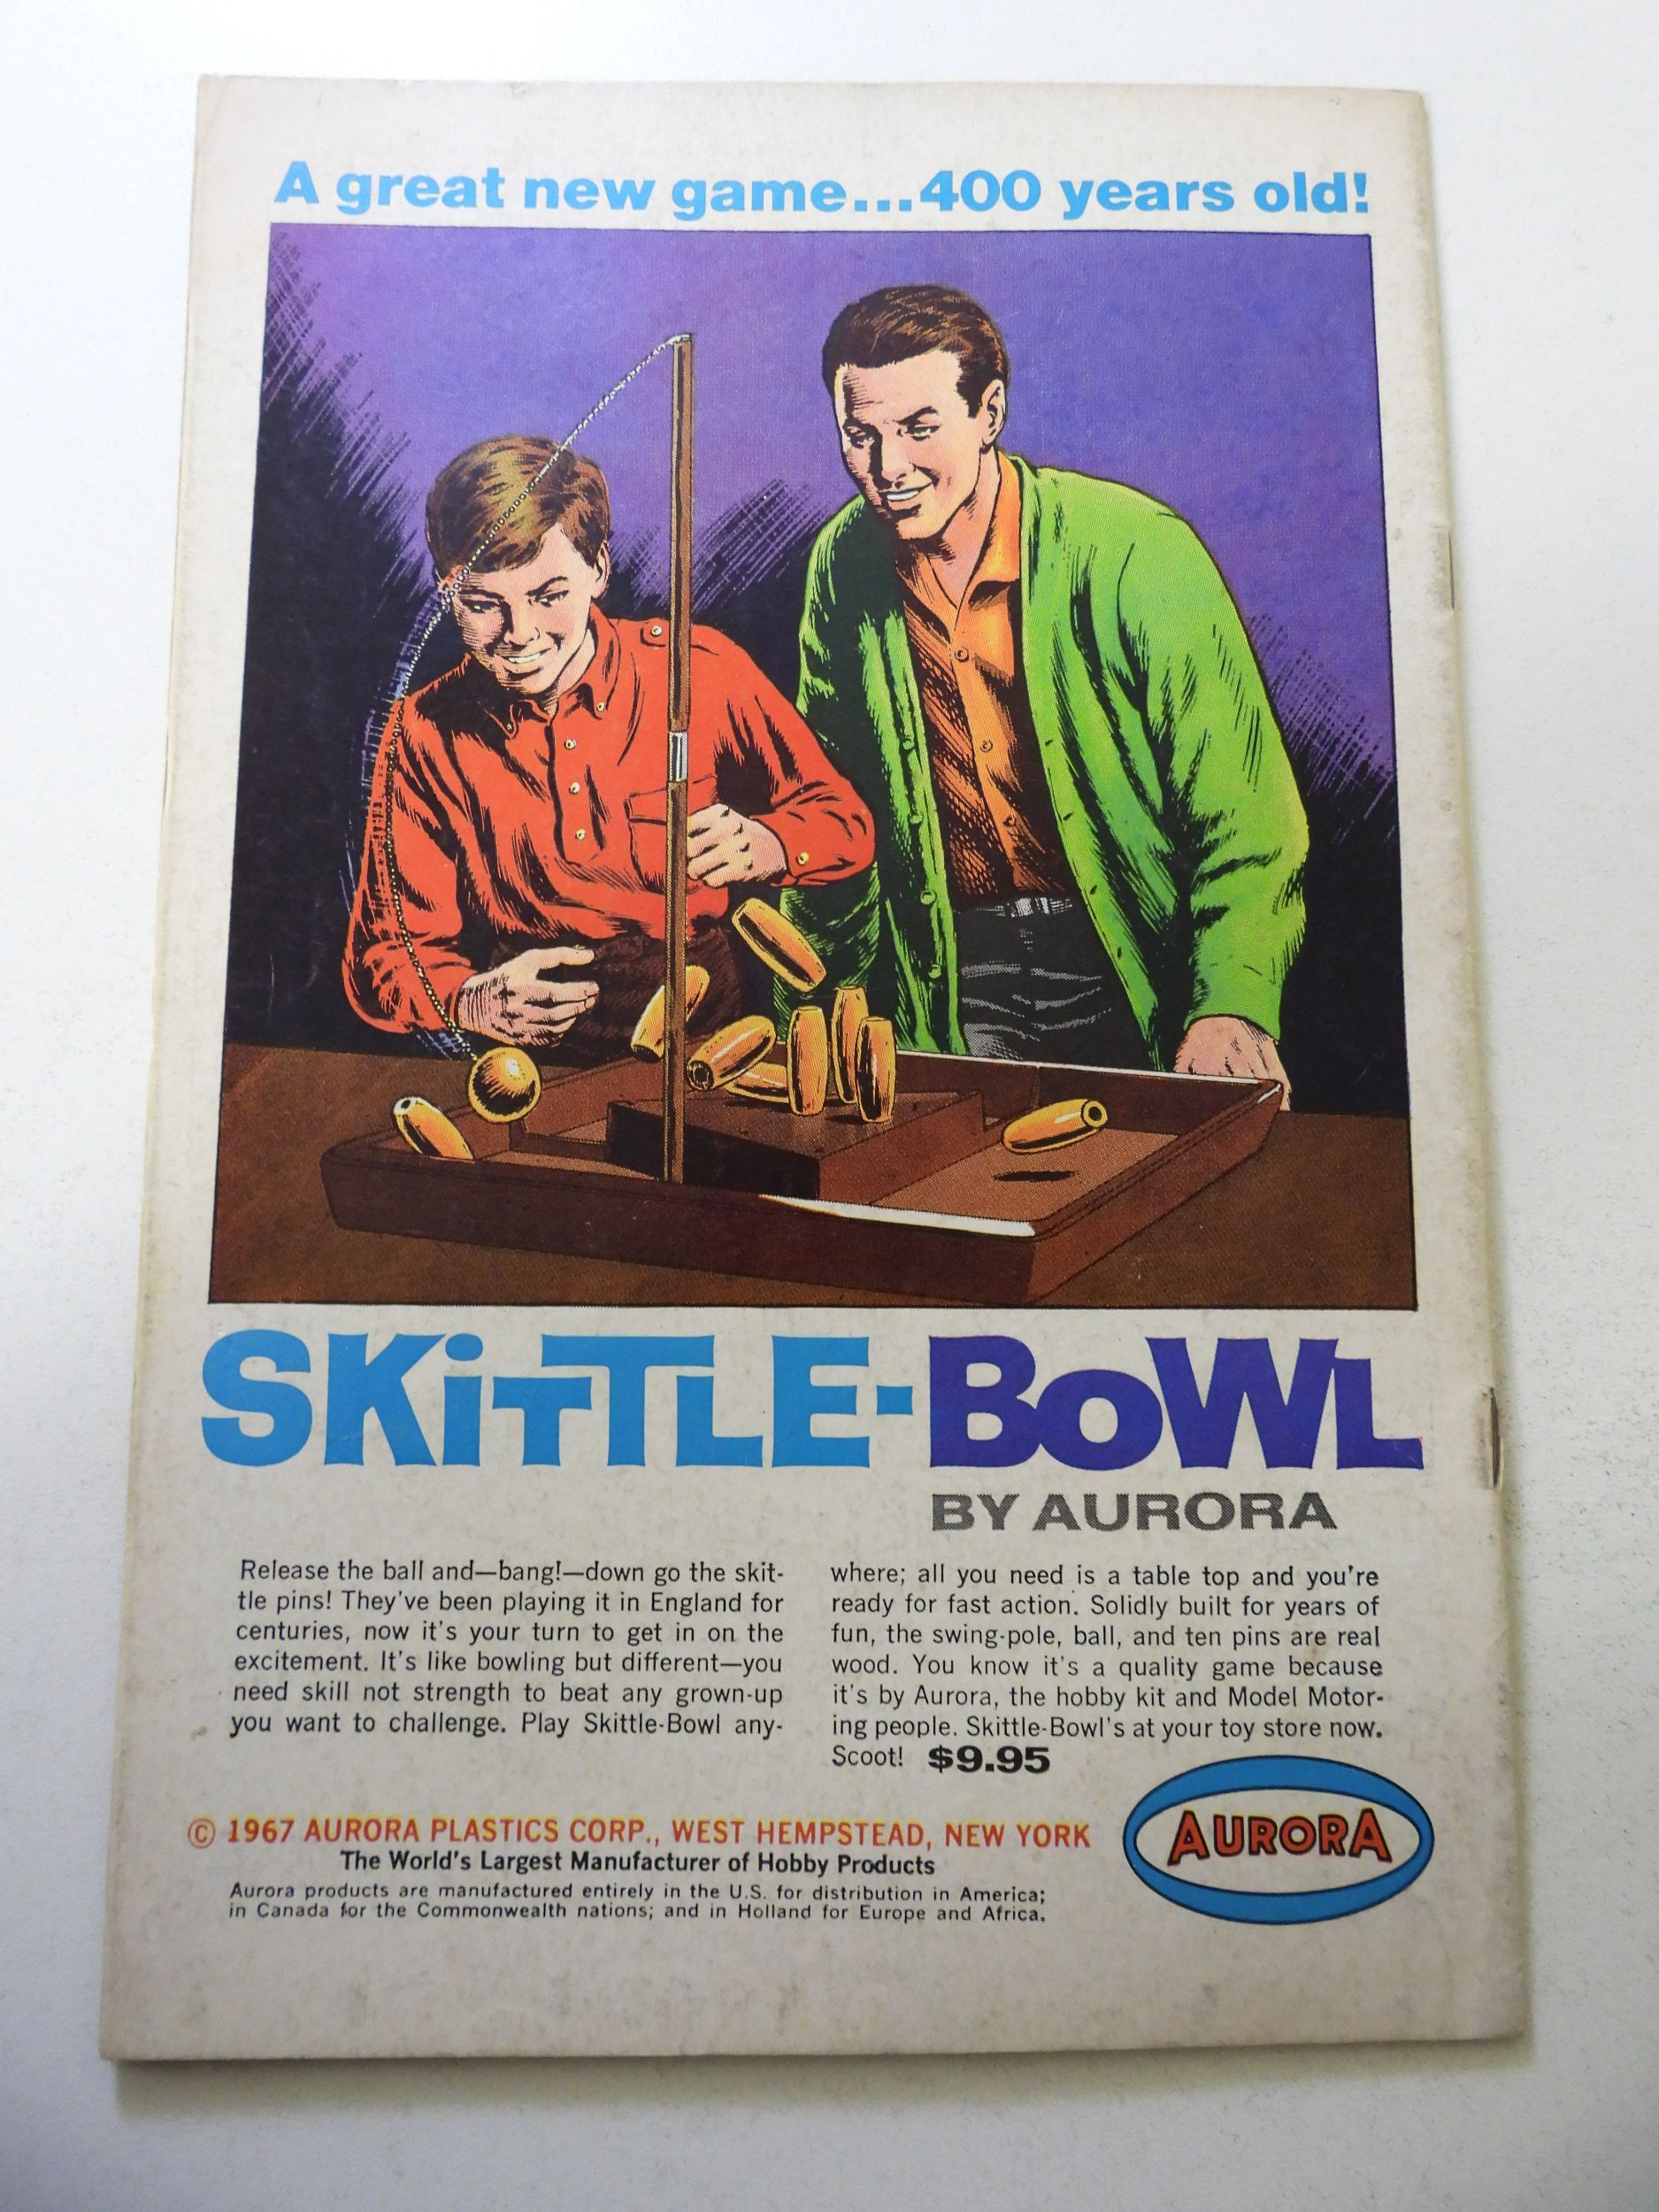 A great new game...400 years old!
SKiTTLE-BoWL
BY AURORA
Release the ball and—bang!—down go the skit-
tle pins! They've been playing it in England for
centuries, now it's your turn to get in on the
excitement. It's like bowling but different—you
need skill not strength to beat any grown-up
you want to challenge. Play Skittle-Bowl any-
where; all you need is a table top and you're
ready for fast action. Solidly built for years of
fun, the swing-pole, ball, and ten pins are real
wood. You know it's a quality game because
it's by Aurora, the hobby kit and Model Motor-
ing people. Skittle-Bowl's at your toy store now.
Scoot! $9.95
© 1967 AURORA PLASTICS CORP., WEST HEMPSTEAD, NEW YORK
The World's Largest Manufacturer of Hobby Products
Aurora products are manufactured entirely in the U.S. for distribution in America;
in Canada for the Commonwealth nations; and in Holland for Europe and Africa.
AURORA